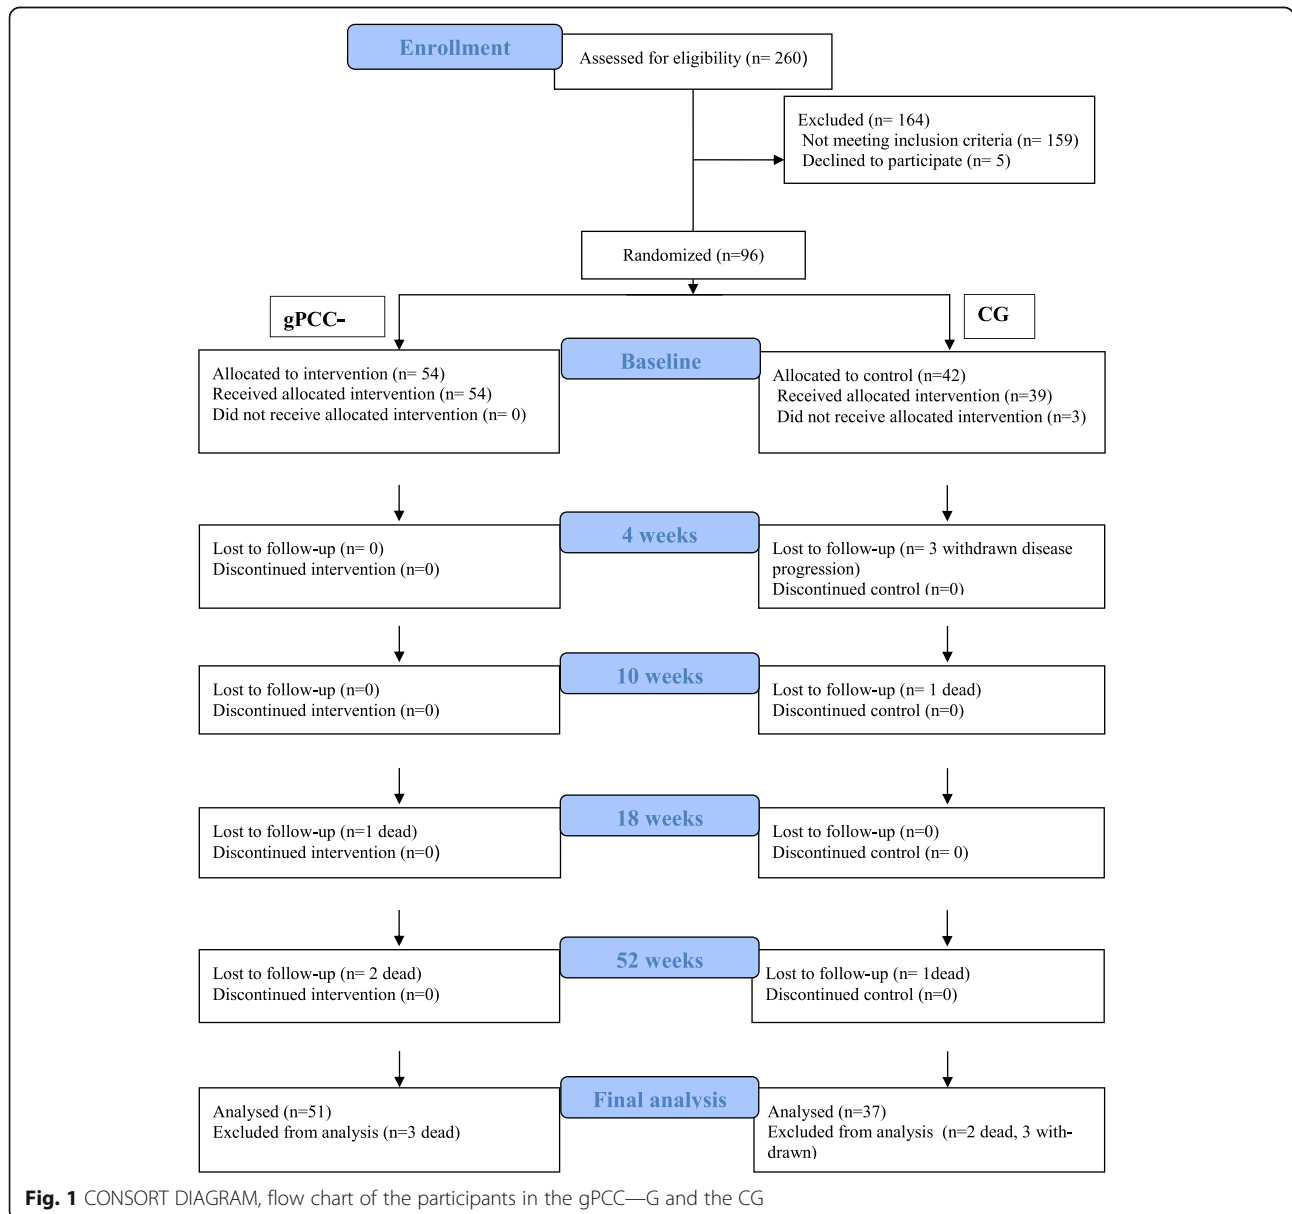 Enrollment
Assessed for eligibility (n= 260)
Excluded (n= 164)
Not meeting inclusion criteria (n= 159)
Declined to participate (n= 5)
Randomized (n=96)
gPCC-
CG
Baseline
Allocated to intervention (n= 54)
Received allocated intervention (n= 54)
Did not receive allocated intervention (n= 0)
Allocated to control (n=42)
Received allocated intervention (n=39)
Did not receive allocated intervention (n=3)
4 weeks
Lost to follow-up (n= 0)
Discontinued intervention (n=0)
Lost to follow-up (n= 3 withdrawn disease
progression)
Discontinued control (n=0)
10 weeks
Lost to follow-up (n=0)
Discontinued intervention (n=0)
Lost to follow-up (n= 1 dead)
Discontinued control (n=0)
18 weeks
Lost to follow-up (n=1 dead)
Discontinued intervention (n=0)
Lost to follow-up (n=0)
Discontinued control (n= 0)
52 weeks
Lost to follow-up (n= 2 dead)
Discontinued intervention (n=0)
Lost to follow-up (n= 1dead)
Discontinued control (n=0)
Final analysis
Analysed (n=51)
Excluded from analysis (n=3 dead)
Analysed (n=37)
Excluded from analysis (n=2 dead, 3 with-
drawn)
Fig. 1 CONSORT DIAGRAM, flow chart of the participants in the gPCC—G and the CG